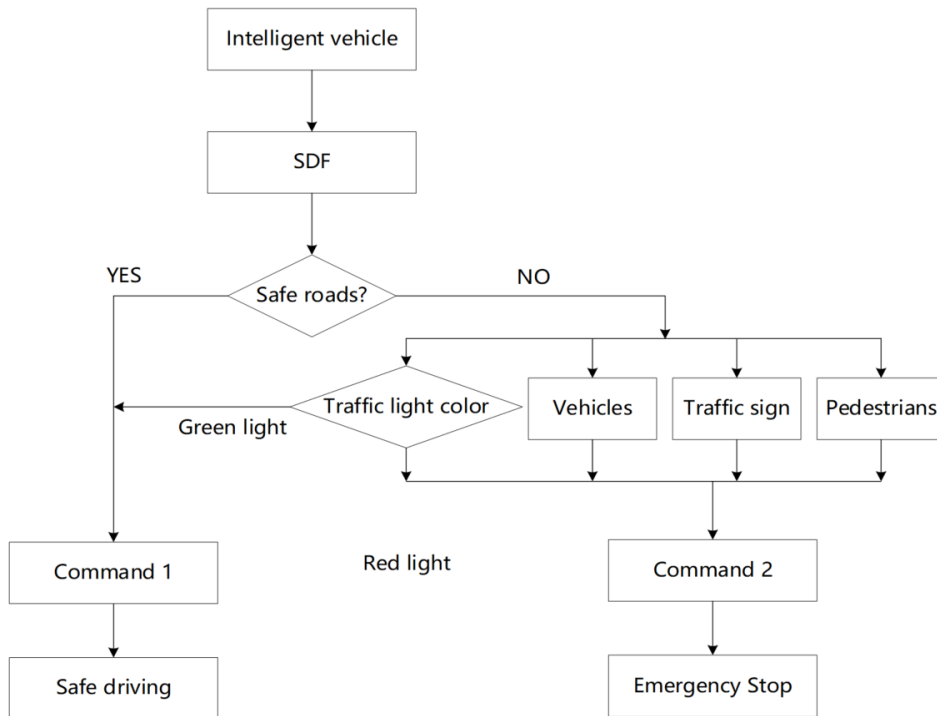 Intelligent vehicle
SDF
YES
NO
Safe roads?
Traffic light color
Vehicles
Traffic sign
Pedestrians
Green light
Command 1
Red light
Command 2
Safe driving
Emergency Stop